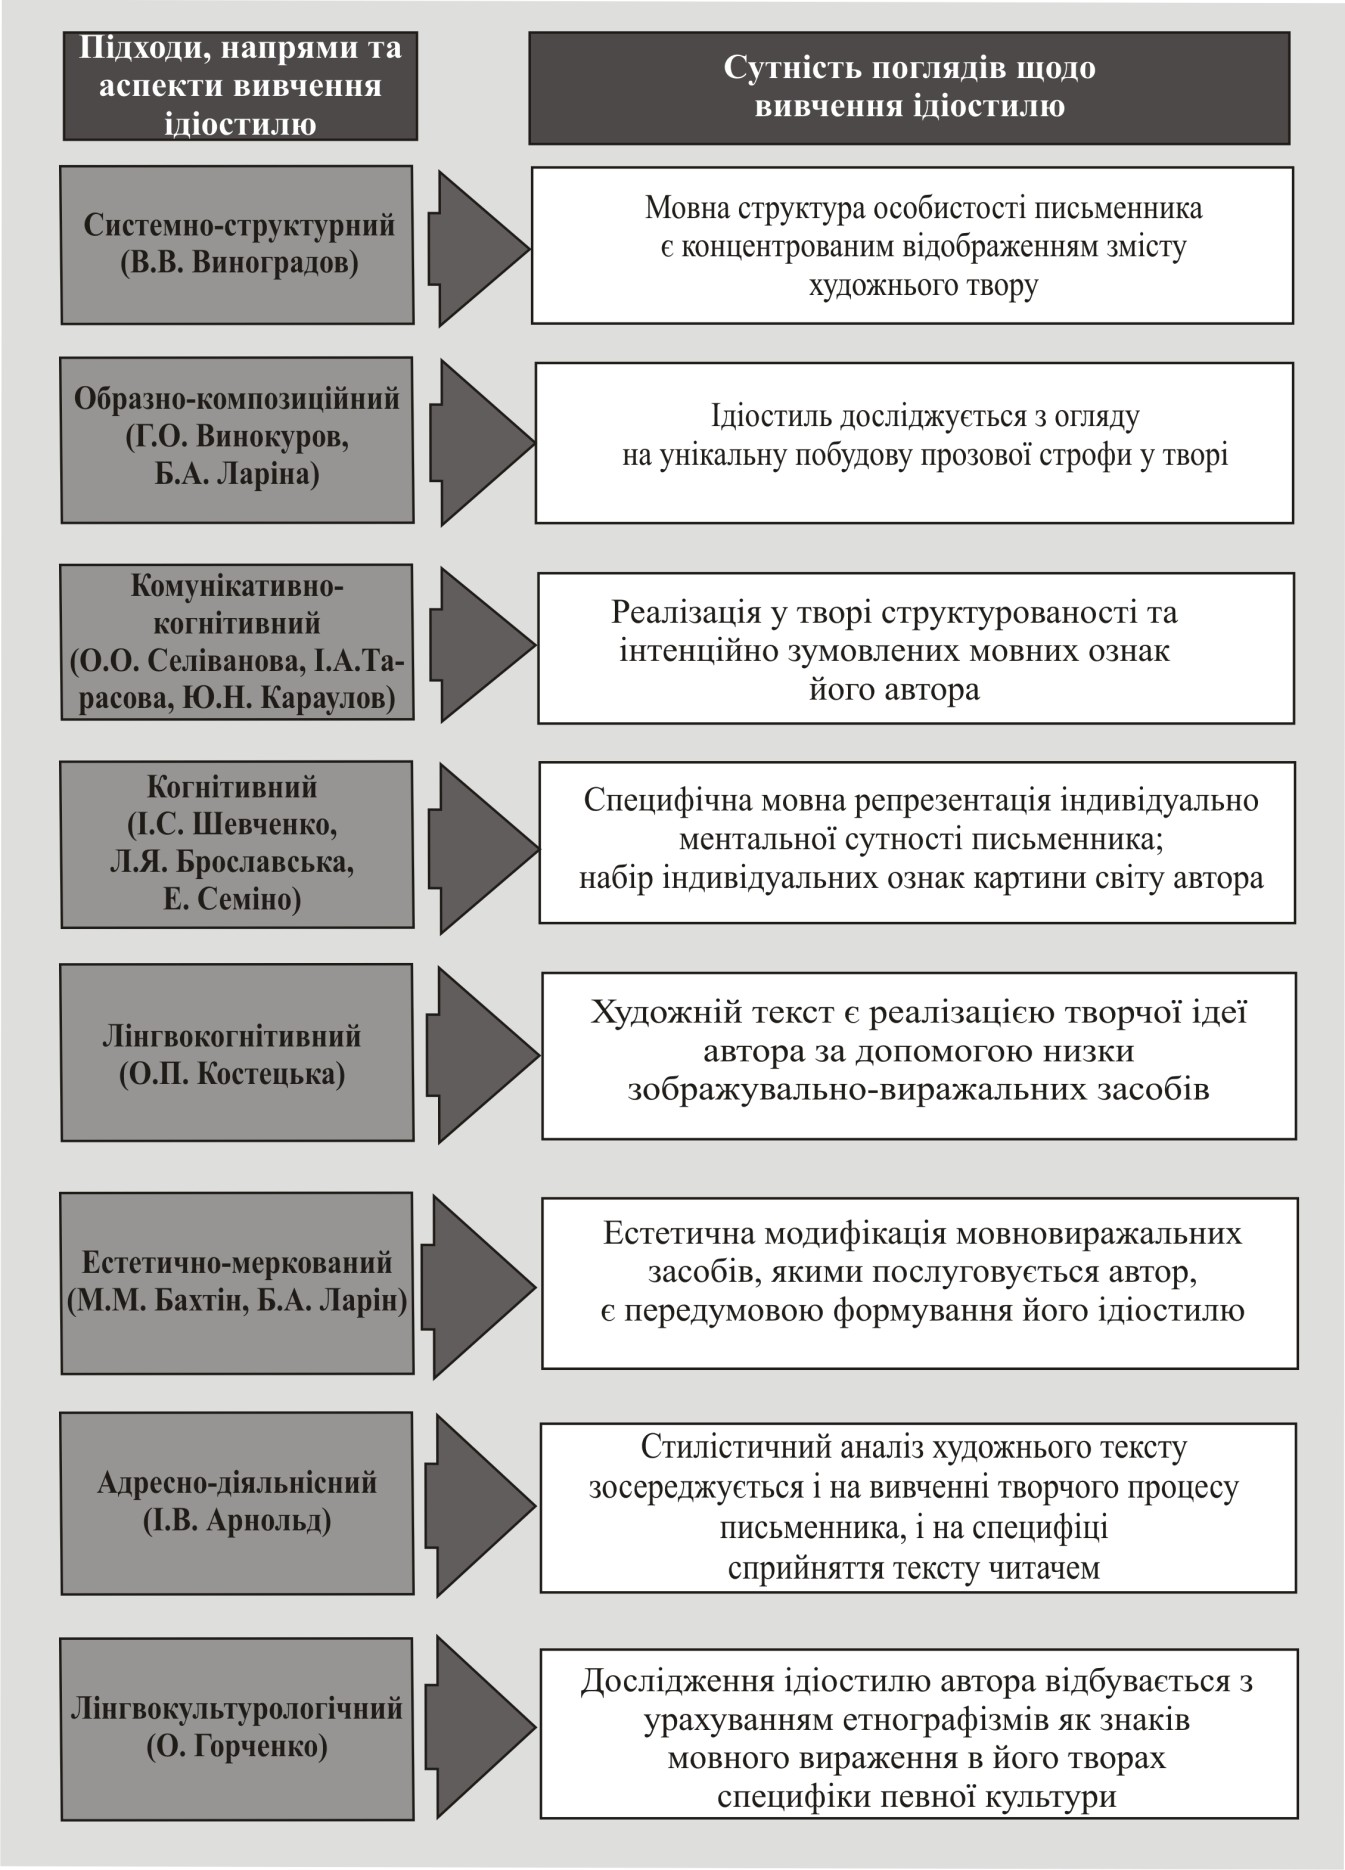 Підходи, напрями та
аспекти вивчення
ідіостилю
Сутність поглядів щодо
вивчення ідіостилю
Системно-структурний
(В.В. Виноградов)
Мовна структура особистості письменника
є концентрованим відображенням змісту
художнього твору
Образно-композиційний
(Г.О. Винокуров,
Б.А. Ларіна)
Ідіостиль досліджується з огляду
на унікальну побудову прозової строфи у творі
Комунікативно-
когнітивний
(О.О. Селіванова, І.А.Та-
расова, Ю.Н. Караулов)
Реалізація у творі структурованості та
інтенційно зумовлених мовних ознак
його автора
Когнітивний
(І.С. Шевченко,
Л.Я. Брославська,
Е. Семіно)
Специфічна мовна репрезентація індивідуально
ментальної сутності письменника;
набір індивідуальних ознак картини світу автора
Лінгвокогнітивний
(О.П. Костецька)
Художній текст є реалізацією творчої ідеї
автора за допомогою низки
зображувально-виражальних засобів
Естетично-меркований
(М.М. Бахтін, Б.А. Ларін)
Естетична модифікація мовновиражальних
засобів, якими послуговується автор,
є передумовою формування його ідіостилю
Адресно-діяльнісний
(І.В. Арнольд)
Стилістичний аналіз художнього тексту
зосереджується і на вивченні творчого процесу
письменника, і на специфіці
сприйняття тексту читачем
Лінгвокультурологічний
(О. Горченко)
Дослідження ідіостилю автора відбувається з
урахуванням етнографізмів як знаків
мовного вираження в його творах
специфіки певної культури